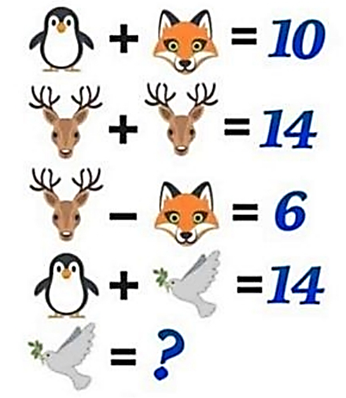 + = 10
+ = 14
− = 6
+ = 14
= ?